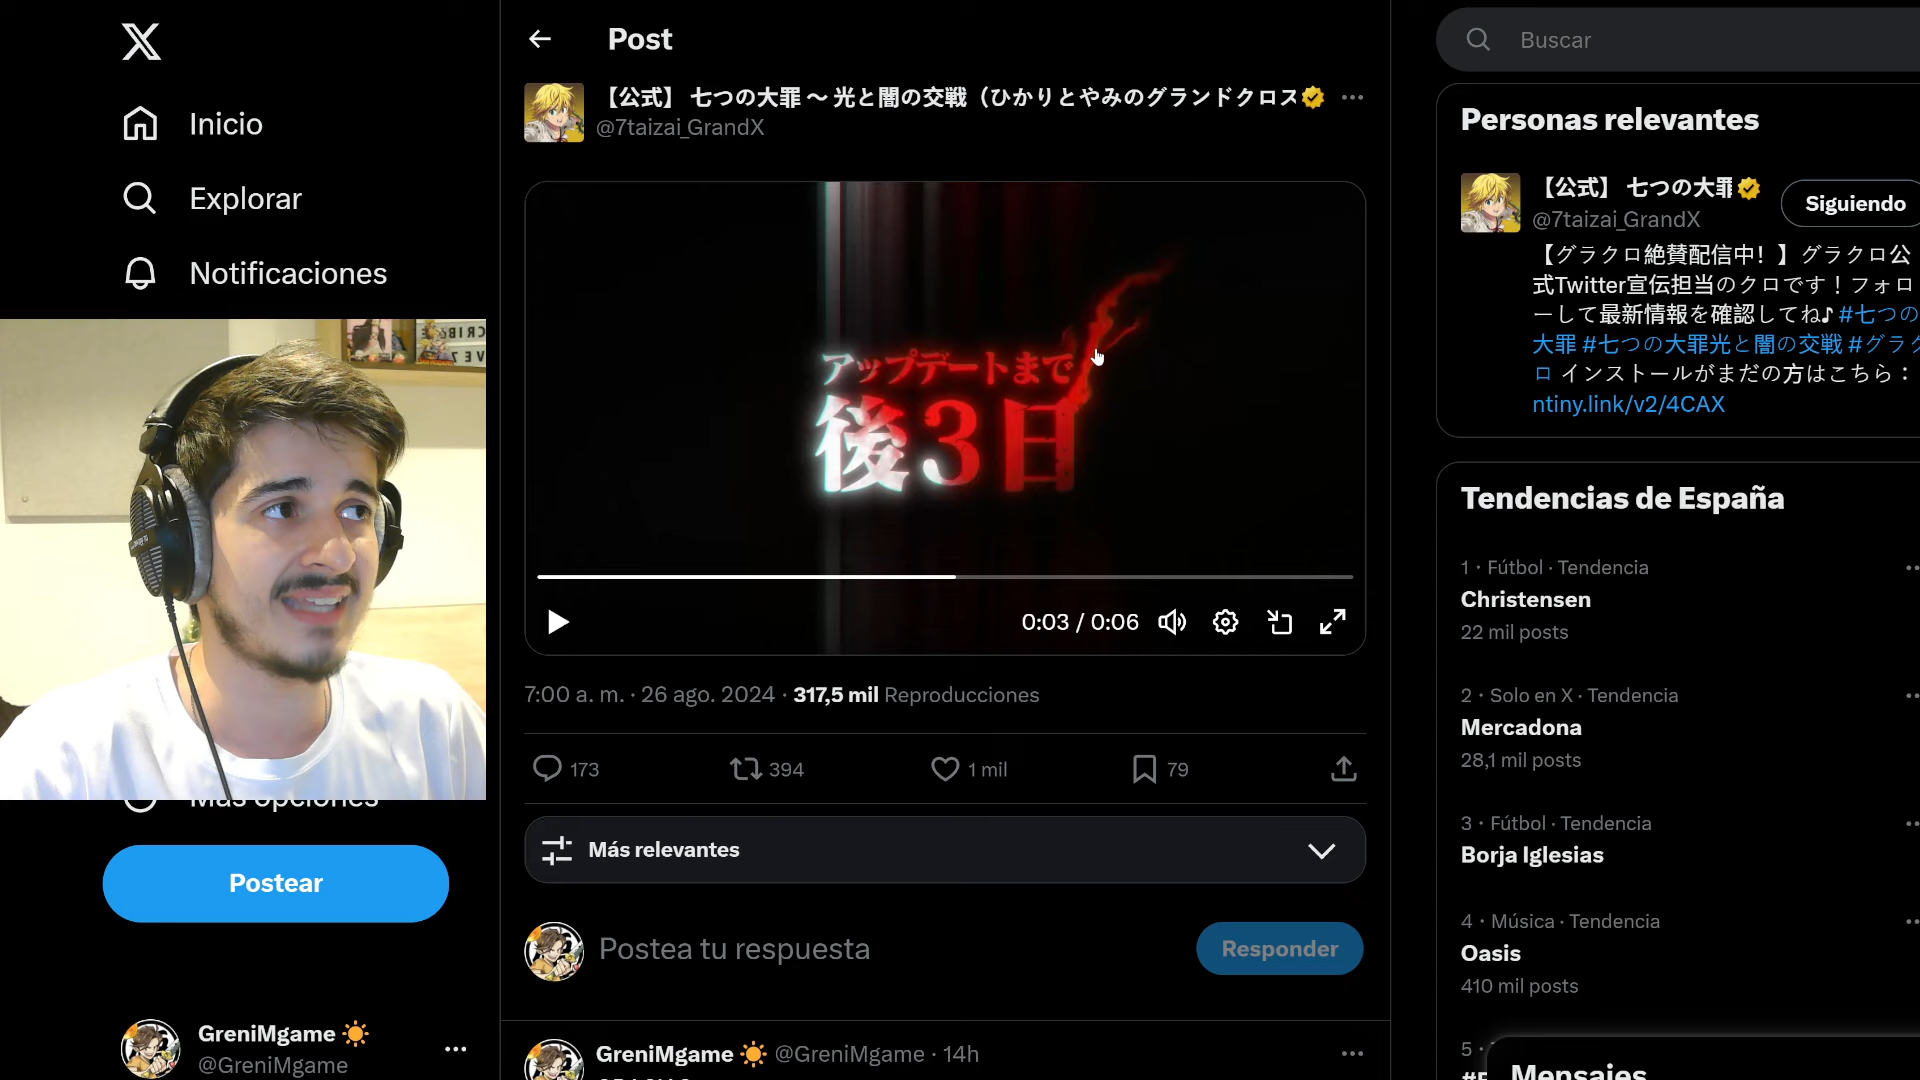 Inicio
Explorar
Notificaciones
Más opciones
Postear
GreniMgame
@GreniMgame
Post
【公式】 七つの大罪 ～ 光と闇の交戦（ひかりとやみのグランドクロス
@7taizai_GrandX
アップデートまで
後3日
0:03 / 0:06
7:00 a. m. · 26 ago. 2024 · 317,5 mil Reproducciones
173
394
1 mil
79
Más relevantes
Postea tu respuesta
Responder
GreniMgame @GreniMgame · 14h
Buscar
Personas relevantes
【公式】 七つの大罪
@7taizai_GrandX
Siguiendo
【グラクロ絶賛配信中！】グラクロ公
式Twitter宣伝担当のクロです！フォロ
ーして最新情報を確認してね♪ #七つの
大罪 #七つの大罪光と闇の交戦 #グラク
ロ インストールがまだの方はこちら：
ntiny.link/v2/4CAX
Tendencias de España
1 · Fútbol · Tendencia
Christensen
22 mil posts
2 · Solo en X · Tendencia
Mercadona
28,1 mil posts
3 · Fútbol · Tendencia
Borja Iglesias
4 · Música · Tendencia
Oasis
410 mil posts
5 ·
Mensajes